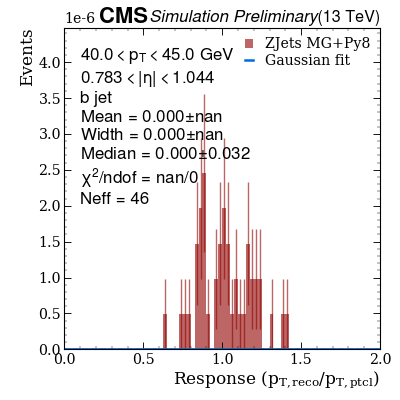 1e-6 CMS Simulation Preliminary (13 TeV)
Events
40.0 < p_T < 45.0 GeV
0.783 < |η| < 1.044
b jet
Mean = 0.000±nan
Width = 0.000±nan
Median = 0.000±0.032
χ²/ndof = nan/0
Neff = 46
ZJets MG+Py8
Gaussian fit
4.0
3.5
3.0
2.5
2.0
1.5
1.0
0.5
0.0
0.0 0.5 1.0 1.5 2.0
Response (p_T,reco/p_T,ptcl)